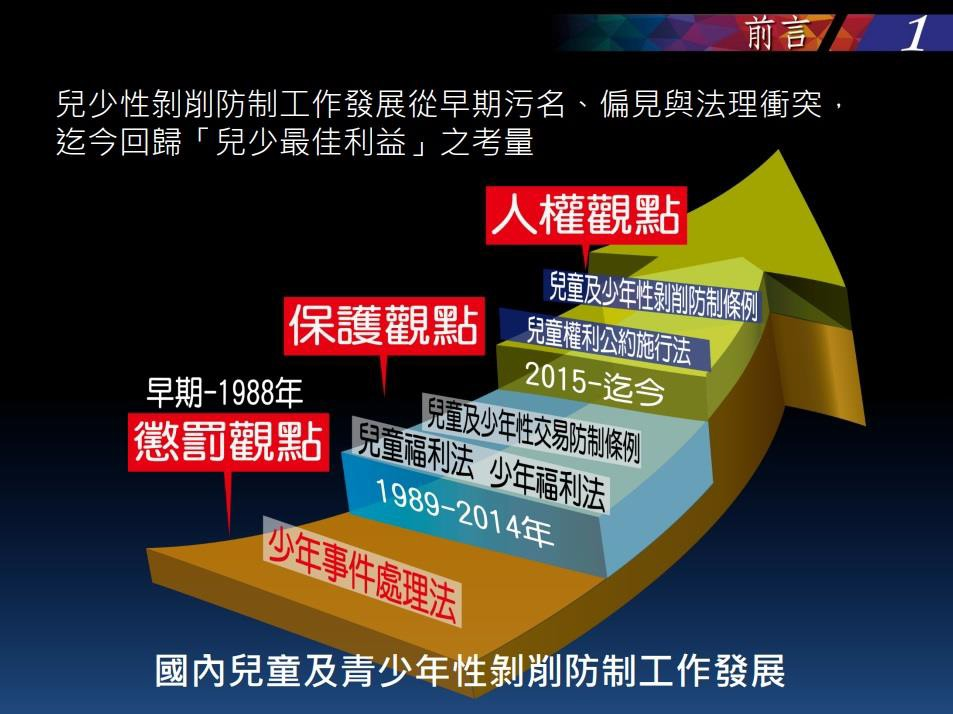 前言
1
兒少性剝削防制工作發展從早期污名、偏見與法理衝突，
迄今回歸「兒少最佳利益」之考量
人權觀點
兒童及少年性剝削防制條例
兒童權利公約施行法
2015-迄今
保護觀點
兒童及少年性交易防制條例
兒童福利法 少年福利法
1989-2014年
早期-1988年
懲罰觀點
少年事件處理法
國內兒童及青少年性剝削防制工作發展